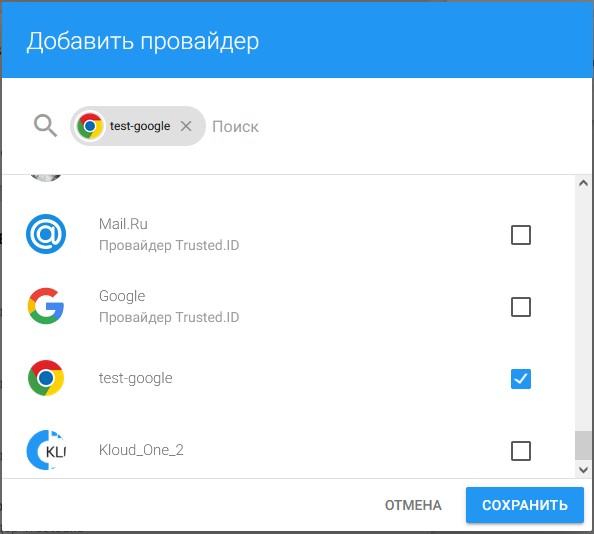 Добавить провайдер
test-google Поиск
Mail.Ru
Провайдер Trusted.ID
Google
Провайдер Trusted.ID
test-google
Kloud_One_2
ОТМЕНА СОХРАНИТЬ